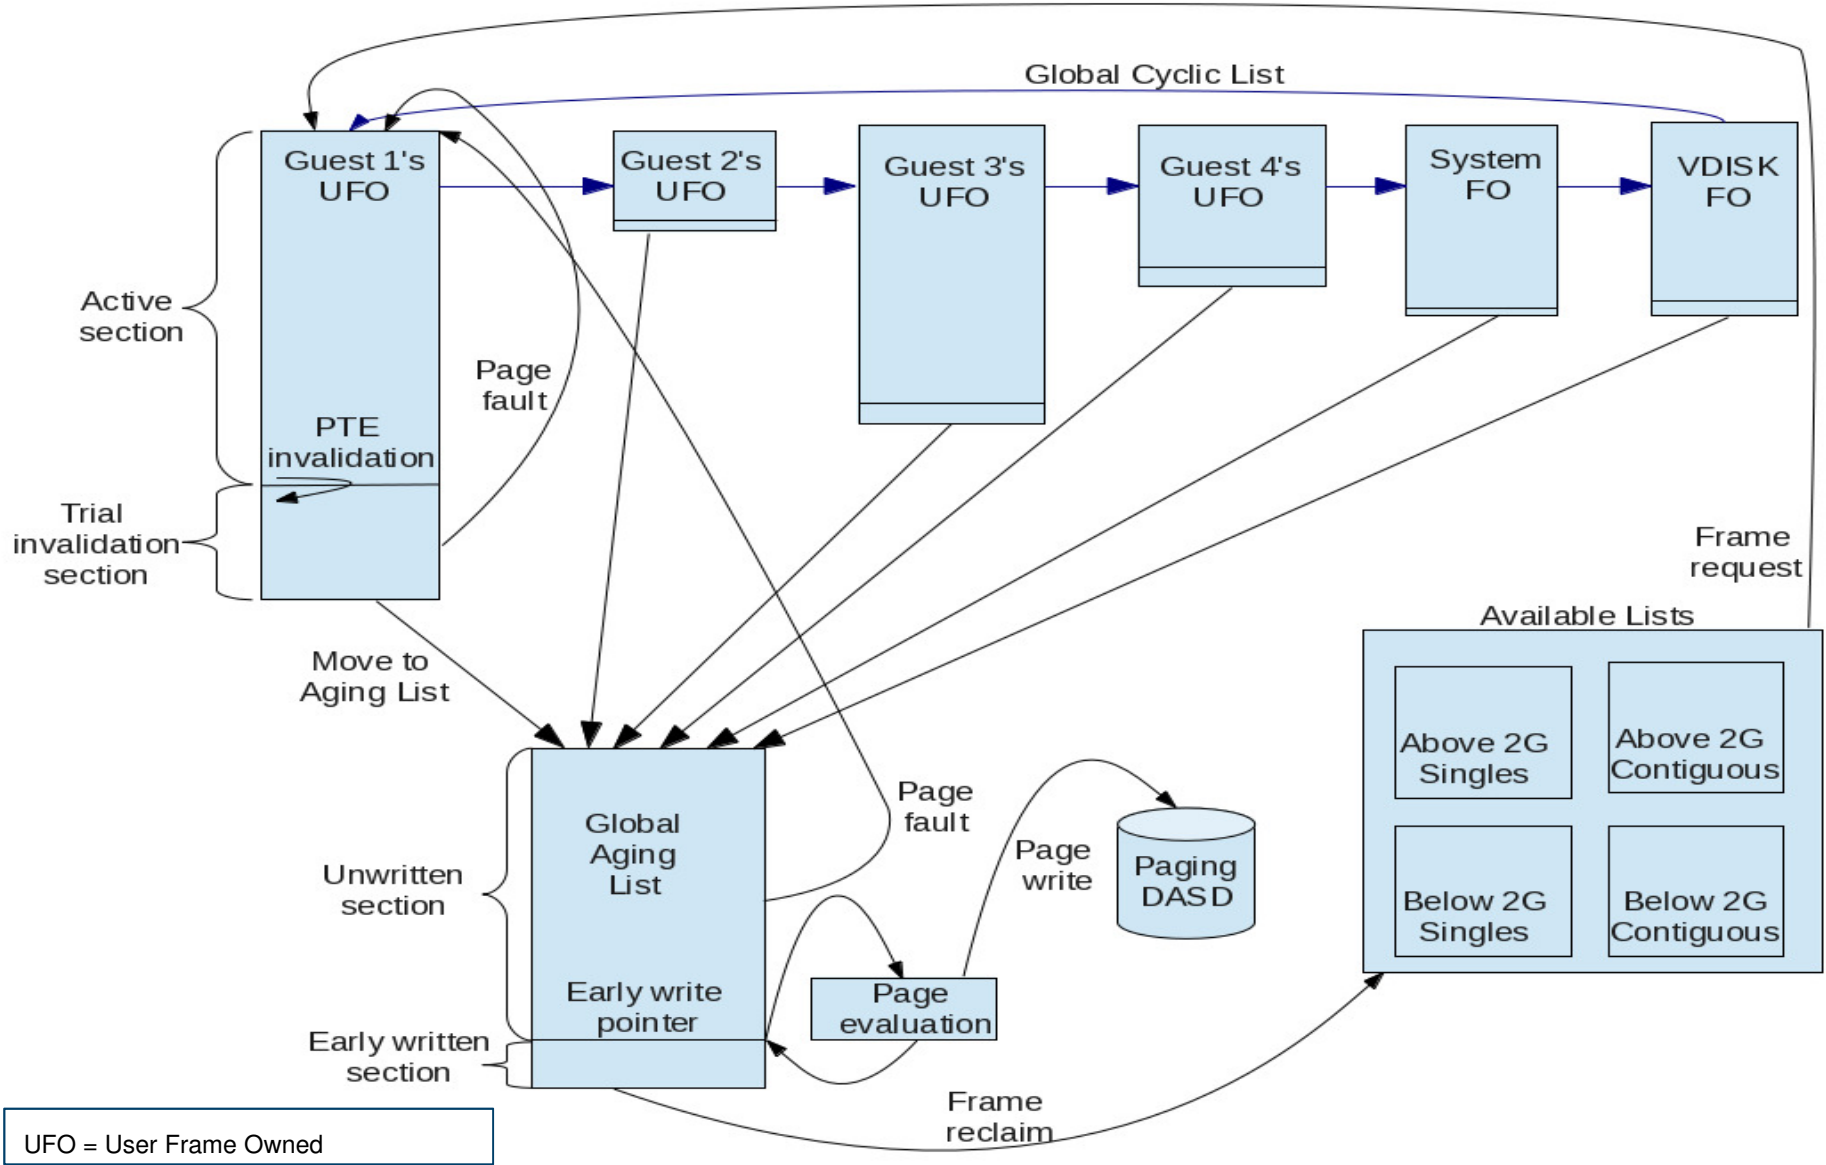 Global Cyclic List
Guest 1's
UFO
Guest 2's
UFO
Guest 3's
UFO
Guest 4's
UFO
System
FO
VDISK
FO
Active
section
Page
fault
PTE
invalidation
Trial
invalidation
section
Frame
request
Available Lists
Move to
Aging List
Above 2G
Singles
Above 2G
Contiguous
Below 2G
Singles
Below 2G
Contiguous
Global
Aging
List
Page
fault
Page
write
Paging
DASD
Unwritten
section
Early write
pointer
Page
evaluation
Early written
section
Frame
reclaim
UFO = User Frame Owned